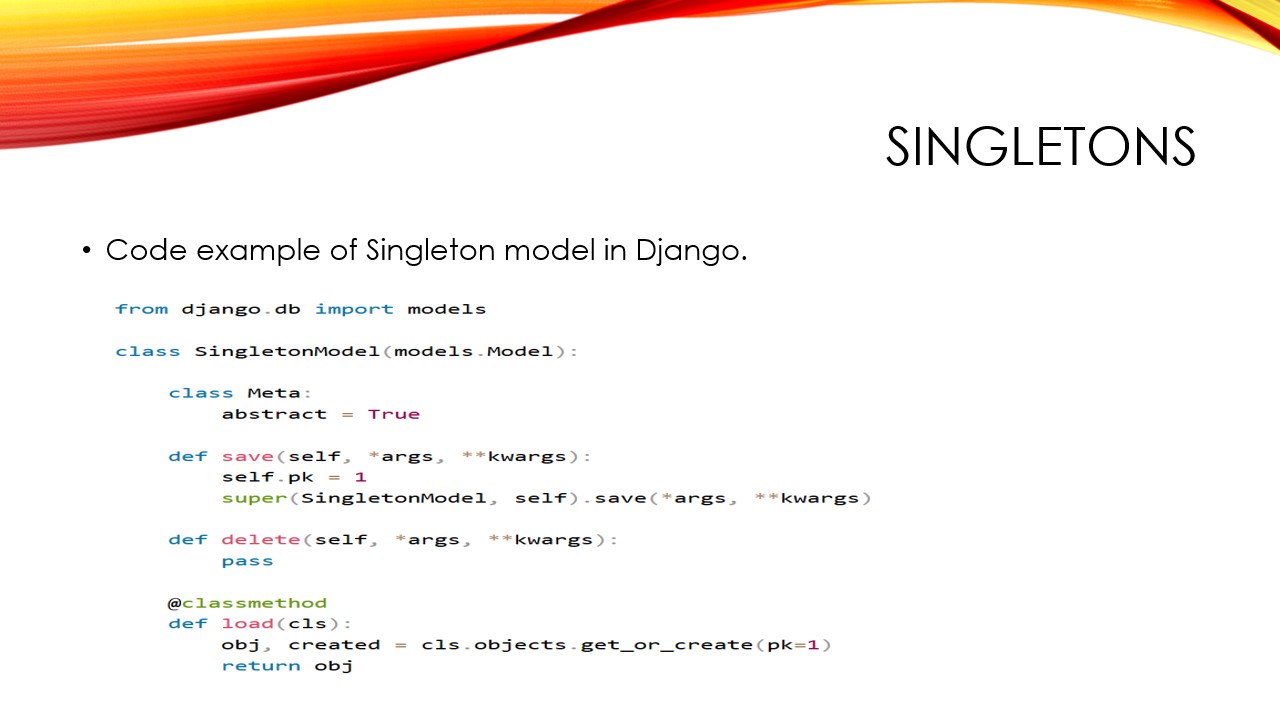 SINGLETONS
• Code example of Singleton model in Django.
from django.db import models
class SingletonModel(models.Model):
    class Meta:
        abstract = True
    def save(self, *args, **kwargs):
        self.pk = 1
        super(SingletonModel, self).save(*args, **kwargs)
    def delete(self, *args, **kwargs):
        pass
    @classmethod
    def load(cls):
        obj, created = cls.objects.get_or_create(pk=1)
        return obj